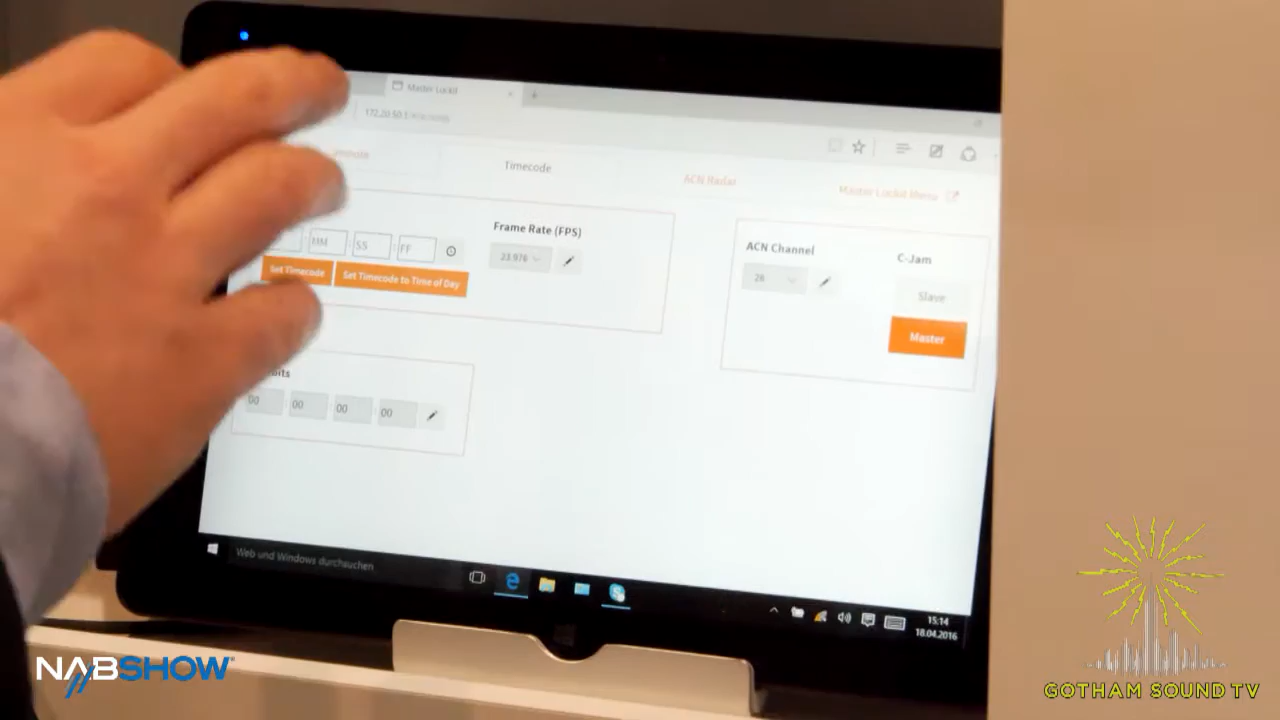 Master Lockit
Timecode
ACN Radar
Master Lockit Menu
MM
SS
FF
Set Timecode
Set Timecode to Time of Day
Frame Rate (FPS)
23.976
ACN Channel
26
C-Jam
Slave
Master
00
00
00
00
Web und Windows durchsuchen
15:14
18.04.2016
NABSHOW
GOTHAM SOUND TV